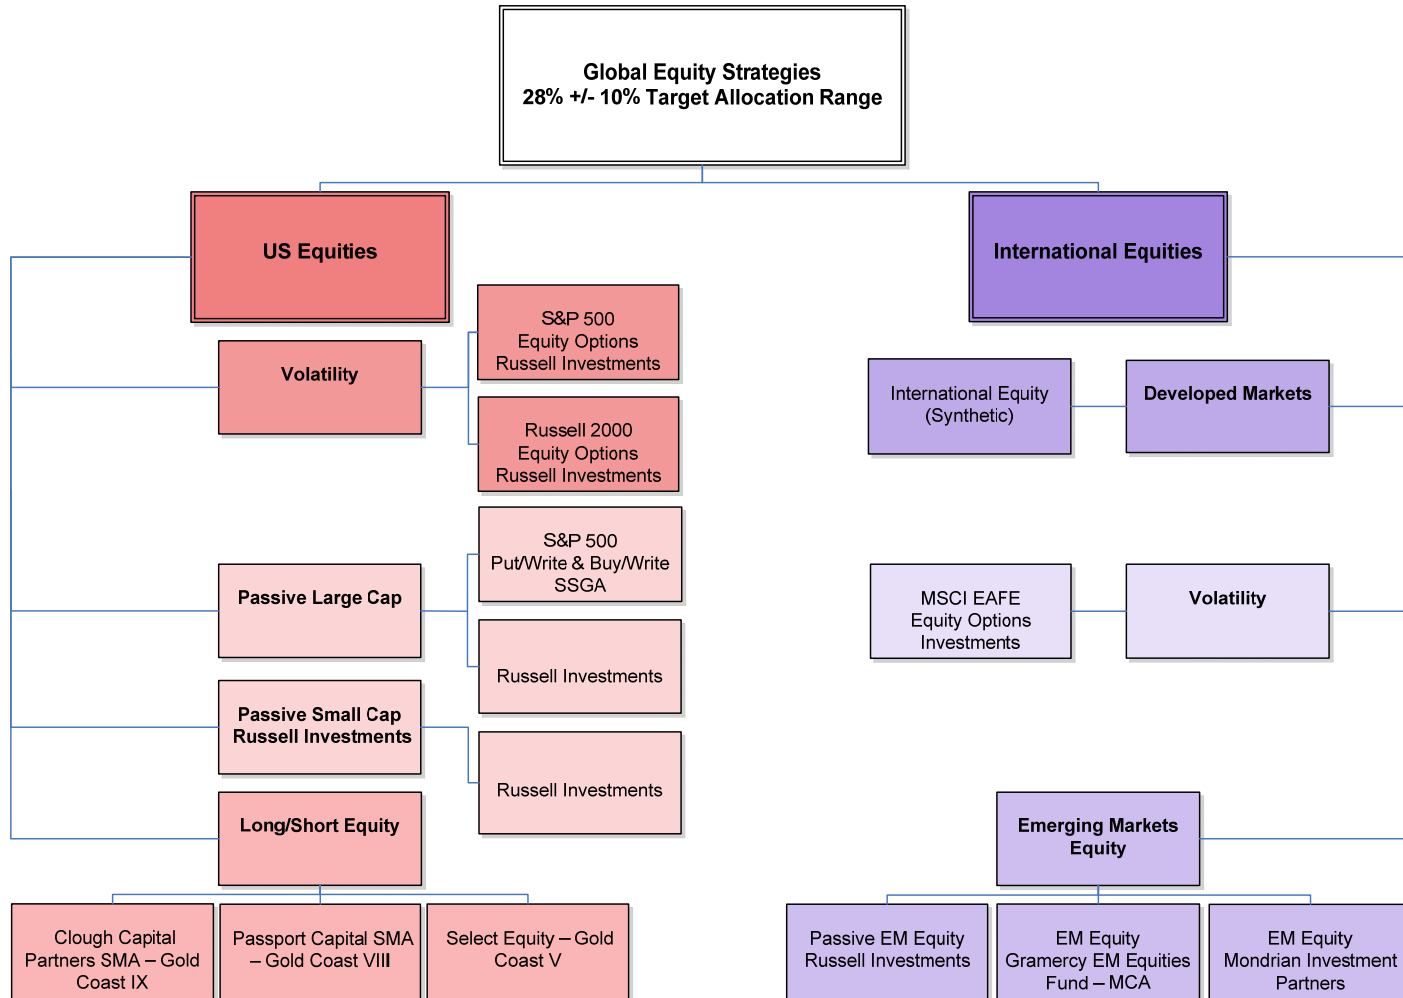 Global Equity Strategies
28% +/- 10% Target Allocation Range
US Equities
International Equities
S&P 500
Equity Options
Russell Investments
Volatility
Russell 2000
Equity Options
Russell Investments
International Equity
(Synthetic)
Developed Markets
S&P 500
Put/Write & Buy/Write
SSGA
Passive Large Cap
Russell Investments
MSCI EAFE
Equity Options
Investments
Volatility
Passive Small Cap
Russell Investments
Russell Investments
Long/Short Equity
Emerging Markets
Equity
Clough Capital
Partners SMA – Gold
Coast IX
Passport Capital SMA
– Gold Coast VIII
Select Equity – Gold
Coast V
Passive EM Equity
Russell Investments
EM Equity
Gramercy EM Equities
Fund – MCA
EM Equity
Mondrian Investment
Partners